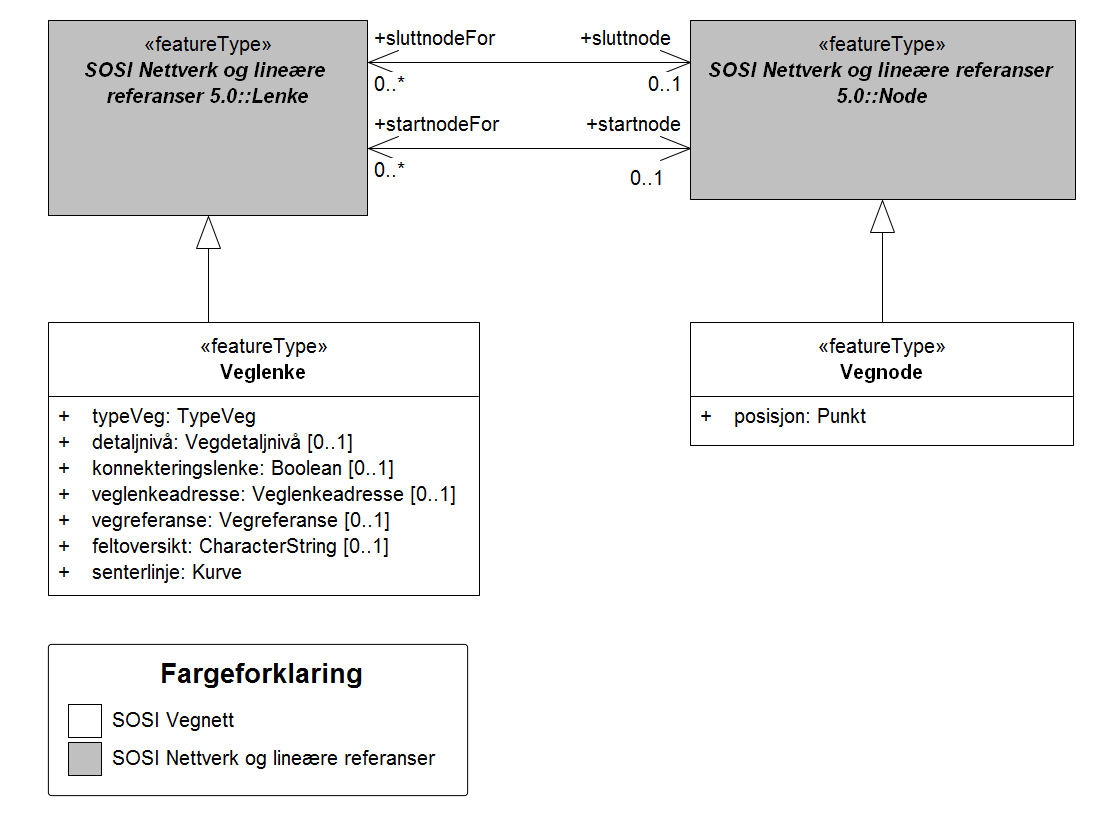 «featureType»
SOSI Nettverk og lineære
referanser 5.0::Lenke
+sluttnodeFor
+sluttnode
0..*
0..1
+startnodeFor
+startnode
0..*
0..1
«featureType»
SOSI Nettverk og lineære referanser
5.0::Node
«featureType»
Veglenke
+ typeVeg: TypeVeg
+ detaljnivå: Vegdetaljnivå [0..1]
+ konnekteringslenke: Boolean [0..1]
+ veglenkeadresse: Veglenkeadresse [0..1]
+ vegreferanse: Vegreferanse [0..1]
+ feltoversikt: CharacterString [0..1]
+ senterlinje: Kurve
«featureType»
Vegnode
+ posisjon: Punkt
Fargeforklaring
SOSI Vegnett
SOSI Nettverk og lineære referanser